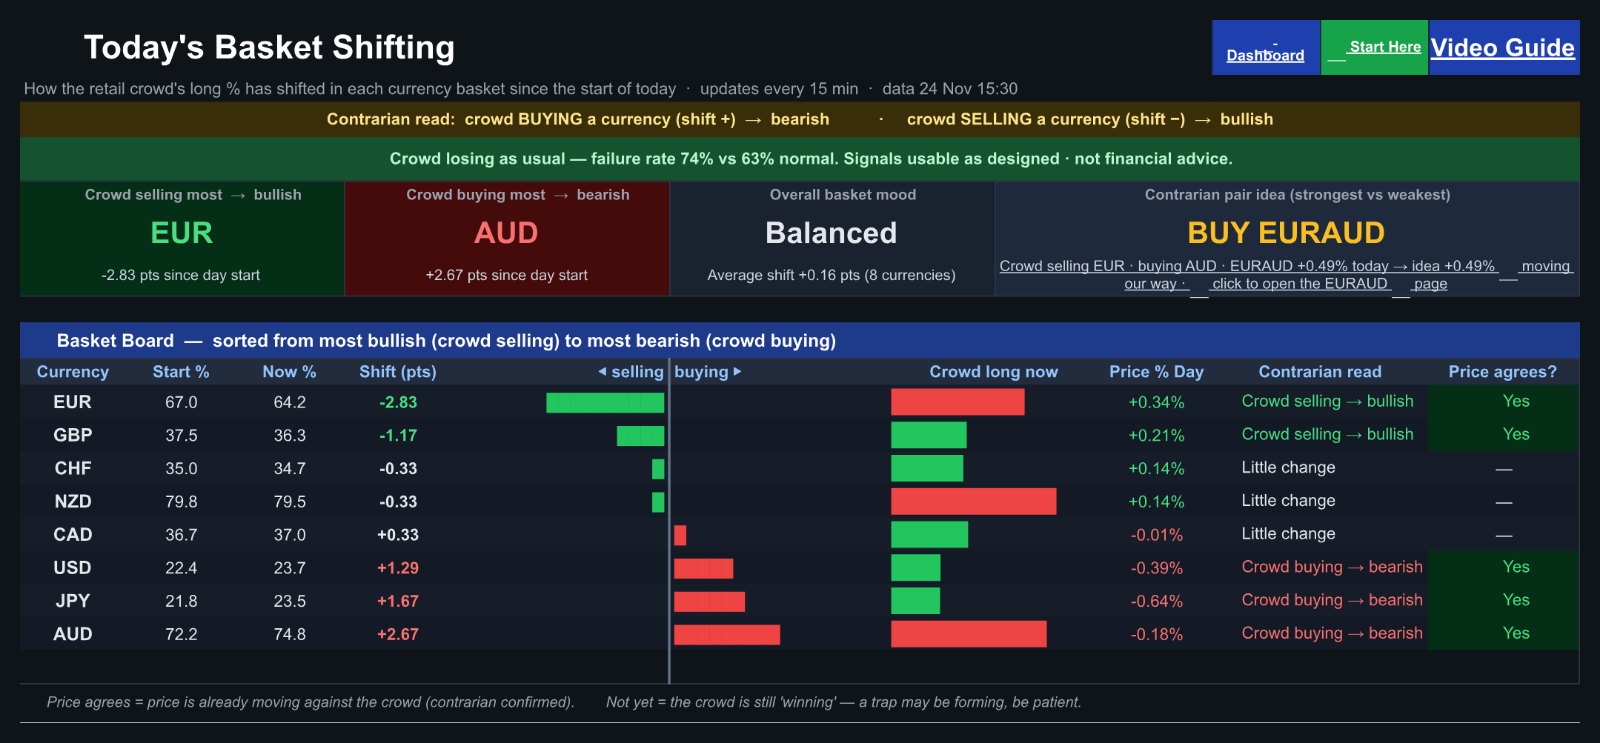 Today's Basket Shifting
Dashboard
Start Here
Video Guide
How the retail crowd's long % has shifted in each currency basket since the start of today · updates every 15 min · data 24 Nov 15:30
Contrarian read: crowd BUYING a currency (shift +) → bearish · crowd SELLING a currency (shift −) → bullish
Crowd losing as usual — failure rate 74% vs 63% normal. Signals usable as designed · not financial advice.
Crowd selling most → bullish
EUR
-2.83 pts since day start
Crowd buying most → bearish
AUD
+2.67 pts since day start
Overall basket mood
Balanced
Average shift +0.16 pts (8 currencies)
Contrarian pair idea (strongest vs weakest)
BUY EURAUD
Crowd selling EUR · buying AUD · EURAUD +0.49% today → idea +0.49% moving
our way · click to open the EURAUD page
Basket Board — sorted from most bullish (crowd selling) to most bearish (crowd buying)
Currency Start % Now % Shift (pts) ◄ selling buying ► Crowd long now Price % Day Contrarian read Price agrees?
EUR 67.0 64.2 -2.83 +0.34% Crowd selling → bullish Yes
GBP 37.5 36.3 -1.17 +0.21% Crowd selling → bullish Yes
CHF 35.0 34.7 -0.33 +0.14% Little change —
NZD 79.8 79.5 -0.33 +0.14% Little change —
CAD 36.7 37.0 +0.33 -0.01% Little change —
USD 22.4 23.7 +1.29 -0.39% Crowd buying → bearish Yes
JPY 21.8 23.5 +1.67 -0.64% Crowd buying → bearish Yes
AUD 72.2 74.8 +2.67 -0.18% Crowd buying → bearish Yes
Price agrees = price is already moving against the crowd (contrarian confirmed). Not yet = the crowd is still 'winning' — a trap may be forming, be patient.